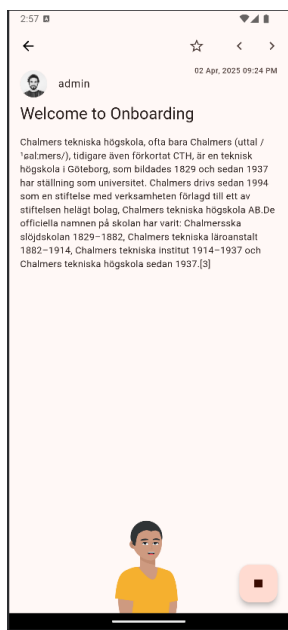 2:57
02 Apr, 2025 09:24 PM
admin
Welcome to Onboarding
Chalmers tekniska högskola, ofta bara Chalmers (uttal /
ˈɕalːmers/), tidigare även förkortat CTH, är en teknisk
högskola i Göteborg, som bildades 1829 och sedan 1937
har ställning som universitet. Chalmers drivs sedan 1994
som en stiftelse med verksamheten förlagd till ett av
stiftelsen helägt bolag, Chalmers tekniska högskola AB.De
officiella namnen på skolan har varit: Chalmersska
slöjdskolan 1829–1882, Chalmers tekniska läroanstalt
1882–1914, Chalmers tekniska institut 1914–1937 och
Chalmers tekniska högskola sedan 1937.[3]